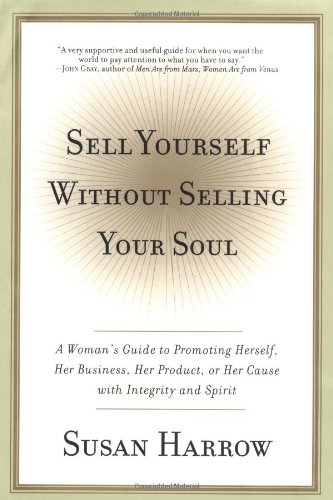 "A very supportive and useful guide for when you want the
world to pay attention to what you have to say."
—JOHN GRAY, author of Men Are from Mars, Women Are from Venus
SELL YOURSELF
WITHOUT SELLING
YOUR SOUL
A Woman's Guide to Promoting Herself,
Her Business, Her Product, or Her Cause
with Integrity and Spirit
SUSAN HARROW